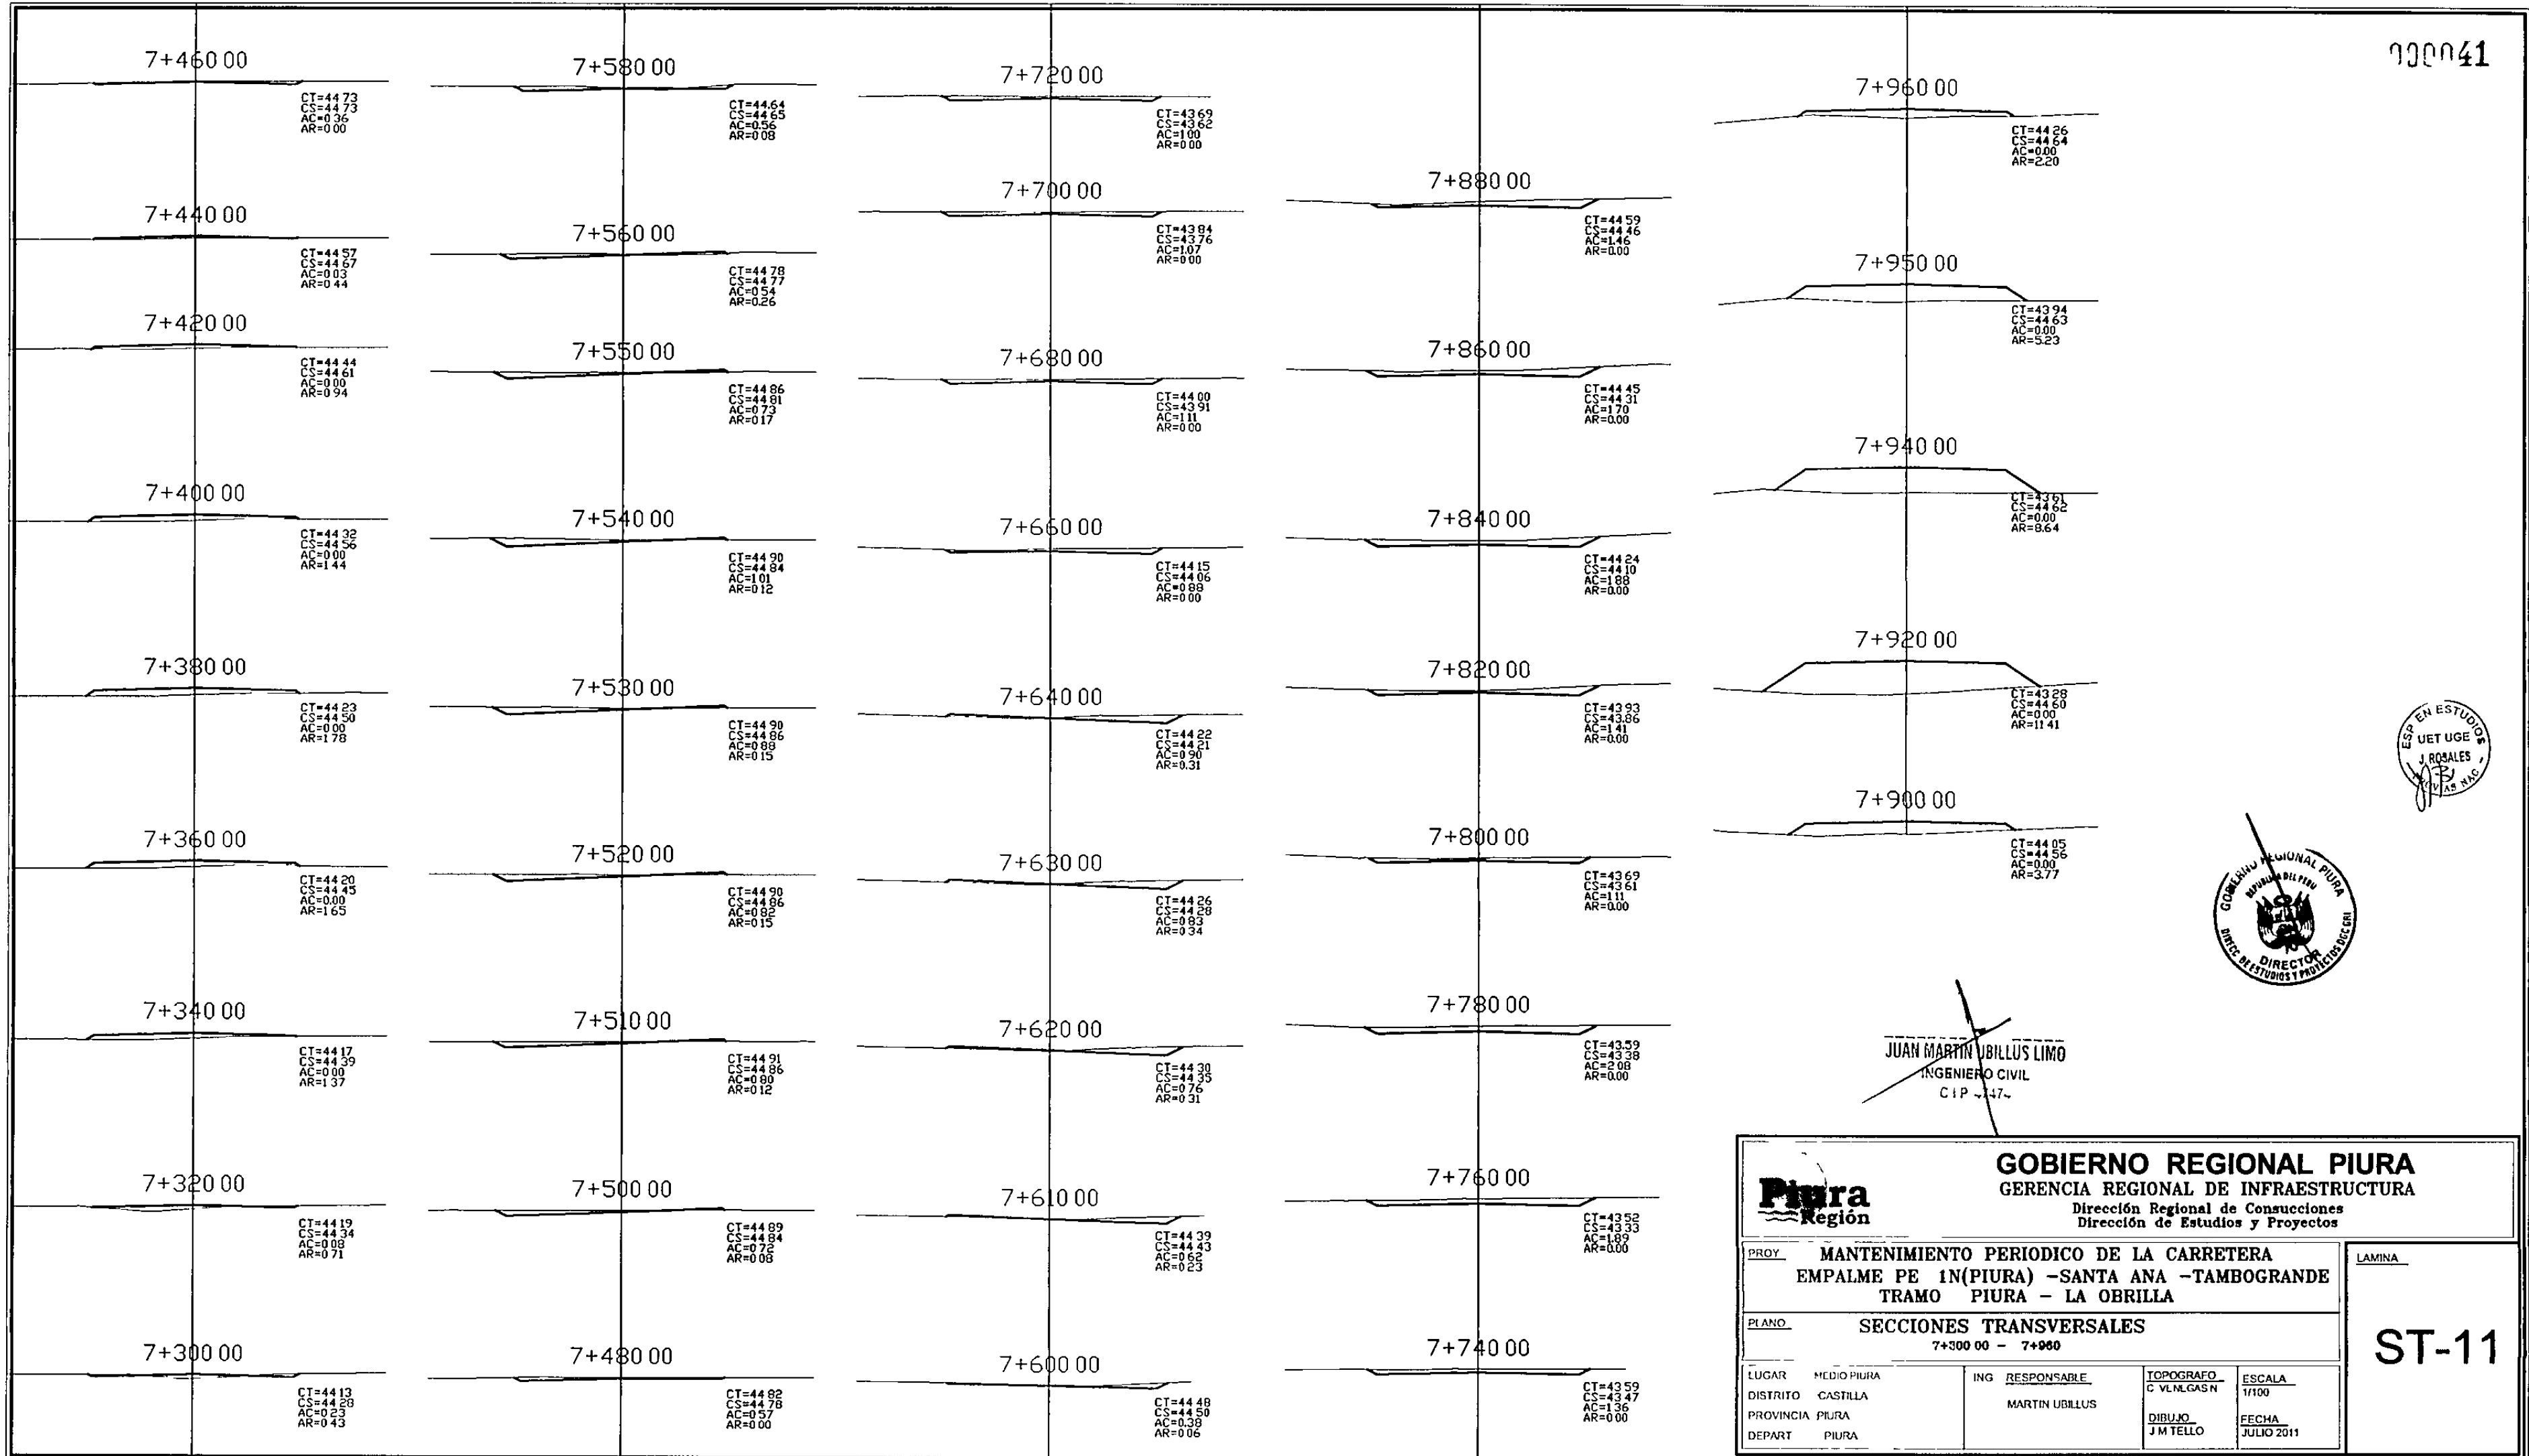 7+460 00
CT=44 73
CS=44 73
AC=0 36
AR=0 00
7+440 00
CT=44 57
CS=44 67
AC=0 03
AR=0 44
7+420 00
CT=44 44
CS=44 61
AC=0 00
AR=0 94
7+400 00
CT=44 32
CS=44 56
AC=0 00
AR=1 44
7+380 00
CT=44 23
CS=44 50
AC=0 00
AR=1 78
7+360 00
CT=44 20
CS=44 45
AC=0.00
AR=1 65
7+340 00
CT=44 17
CS=44 39
AC=0 00
AR=1 37
7+320 00
CT=44 19
CS=44 34
AC=0 08
AR=0 71
7+300 00
CT=44 13
CS=44 28
AC=0 23
AR=0 43
7+580 00
CT=44.64
CS=44 65
AC=0.56
AR=0 08
7+560 00
CT=44 78
CS=44 77
AC=0 54
AR=0.26
7+550 00
CT=44 86
CS=44 81
AC=0 73
AR=0 17
7+540 00
CT=44 90
CS=44 84
AC=1 01
AR=0 12
7+530 00
CT=44 90
CS=44 86
AC=0 88
AR=0 15
7+520 00
CT=44 90
CS=44 86
AC=0 82
AR=0 15
7+510 00
CT=44 91
CS=44 86
AC=0 80
AR=0 12
7+500 00
CT=44 89
CS=44 84
AC=0 72
AR=0 08
7+480 00
CT=44 82
CS=44 78
AC=0 57
AR=0 00
7+720 00
CT=43 69
CS=43 62
AC=1 00
AR=0 00
7+700 00
CT=43 84
CS=43 76
AC=1.07
AR=0 00
7+680 00
CT=44 00
CS=43 91
AC=1 11
AR=0 00
7+660 00
CT=44 15
CS=44 06
AC=0 88
AR=0 00
7+640 00
CT=44 22
CS=44 21
AC=0 90
AR=0.31
7+630 00
CT=44 26
CS=44 28
AC=0 83
AR=0 34
7+620 00
CT=44 30
CS=44 35
AC=0 76
AR=0 31
7+610 00
CT=44 39
CS=44 43
AC=0 62
AR=0 23
7+600 00
CT=44 48
CS=44 50
AC=0.38
AR=0 06
7+880 00
CT=44 59
CS=44 46
AC=1.46
AR=0.00
7+860 00
CT=44 45
CS=44 31
AC=1 70
AR=0.00
7+840 00
CT=44 24
CS=44 10
AC=1 88
AR=0.00
7+820 00
CT=43 93
CS=43.86
AC=1 41
AR=0.00
7+800 00
CT=43 69
CS=43 61
AC=1 11
AR=0.00
7+780 00
CT=43.59
CS=43 38
AC=2 08
AR=0.00
7+760 00
CT=43 52
CS=43 33
AC=1.89
AR=0.00
7+740 00
CT=43 59
CS=43 47
AC=1 36
AR=0 00
7+960 00
CT=44 26
CS=44 64
AC=0.00
AR=2.20
7+950 00
CT=43 94
CS=44 63
AC=0.00
AR=5.23
7+940 00
CT=43 61
CS=44 62
AC=0.00
AR=8.64
7+920 00
CT=43 28
CS=44 60
AC=0 00
AR=11 41
7+900 00
CT=44 05
CS=44 56
AC=0.00
AR=3.77
41
ESP EN ESTUDIOS
UET UGE
J. ROSALES
GOBIERNO REGIONAL PIURA
REPUBLICA DEL PERU
DIRECTOR
DIRECC DE ESTUDIOS Y PROYECTOS DGC GRI
JUAN MARTIN UBILLUS LIMO
INGENIERO CIVIL
C I P
Piura
Región
GOBIERNO REGIONAL PIURA
GERENCIA REGIONAL DE INFRAESTRUCTURA
Dirección Regional de Consucciones
Dirección de Estudios y Proyectos
PROY MANTENIMIENTO PERIODICO DE LA CARRETERA
EMPALME PE 1N(PIURA) -SANTA ANA -TAMBOGRANDE
TRAMO PIURA - LA OBRILLA
PLANO SECCIONES TRANSVERSALES
7+300 00 - 7+960
LAMINA
ST-11
LUGAR MEDIO PIURA
DISTRITO CASTILLA
PROVINCIA PIURA
DEPART PIURA
ING RESPONSABLE
MARTIN UBILLUS
TOPOGRAFO
DIBUJO
J M TELLO
ESCALA
1/100
FECHA
JULIO 2011